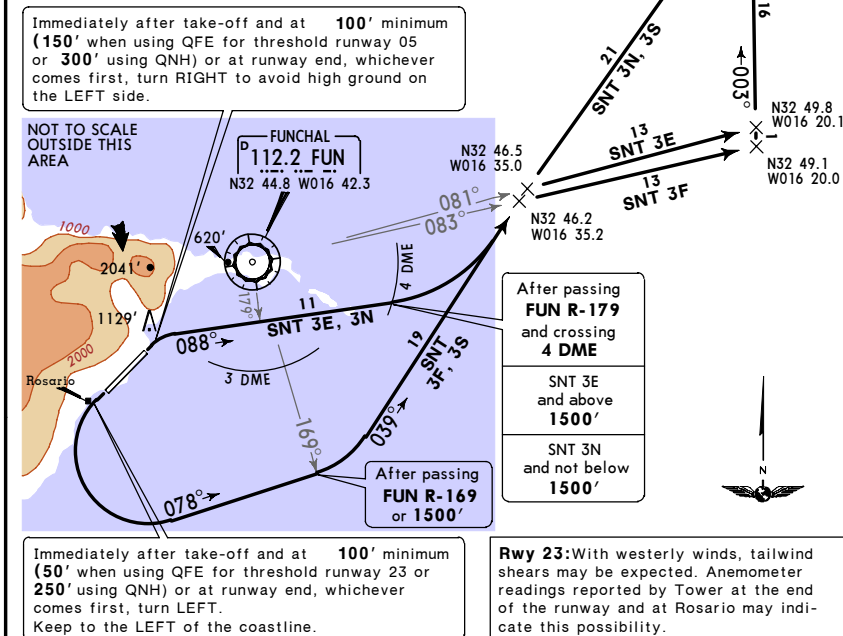 Immediately after take-off and at 100' minimum
(150' when using QFE for threshold runway 05
or 300' using QNH) or at runway end, whichever
comes first, turn RIGHT to avoid high ground on
the LEFT side.
NOT TO SCALE
OUTSIDE THIS
AREA
FUNCHAL
D 112.2 FUN
N32 44.8 W016 42.3
21
SNT 3N, 3S
16
003°
N32 49.8
W016 20.1
1
N32 49.1
W016 20.0
13
SNT 3E
13
SNT 3F
N32 46.5
W016 35.0
N32 46.2
W016 35.2
081°
083°
1000
2041'
620'
1129'
2000
Rosario
179°
4 DME
11
SNT 3E, 3N
088°
3 DME
19
SNT
3F, 3S
039°
169°
078°
After passing
FUN R-179
and crossing
4 DME
SNT 3E
and above
1500'
SNT 3N
and not below
1500'
After passing
FUN R-169
or 1500'
N
Immediately after take-off and at 100' minimum
(50' when using QFE for threshold runway 23 or
250' using QNH) or at runway end, whichever
comes first, turn LEFT.
Keep to the LEFT of the coastline.
Rwy 23:With westerly winds, tailwind
shears may be expected. Anemometer
readings reported by Tower at the end
of the runway and at Rosario may indi-
cate this possibility.